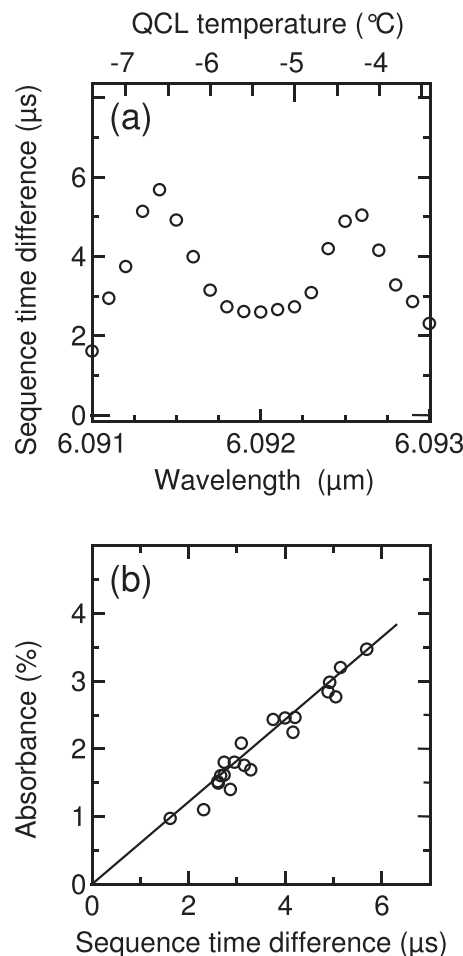 QCL temperature (°C)
-7 -6 -5 -4
(a)
Sequence time difference (µs)
6
4
2
0
6.091 6.092 6.093
Wavelength (µm)
(b)
Absorbance (%)
4
3
2
1
0
0 2 4 6
Sequence time difference (µs)